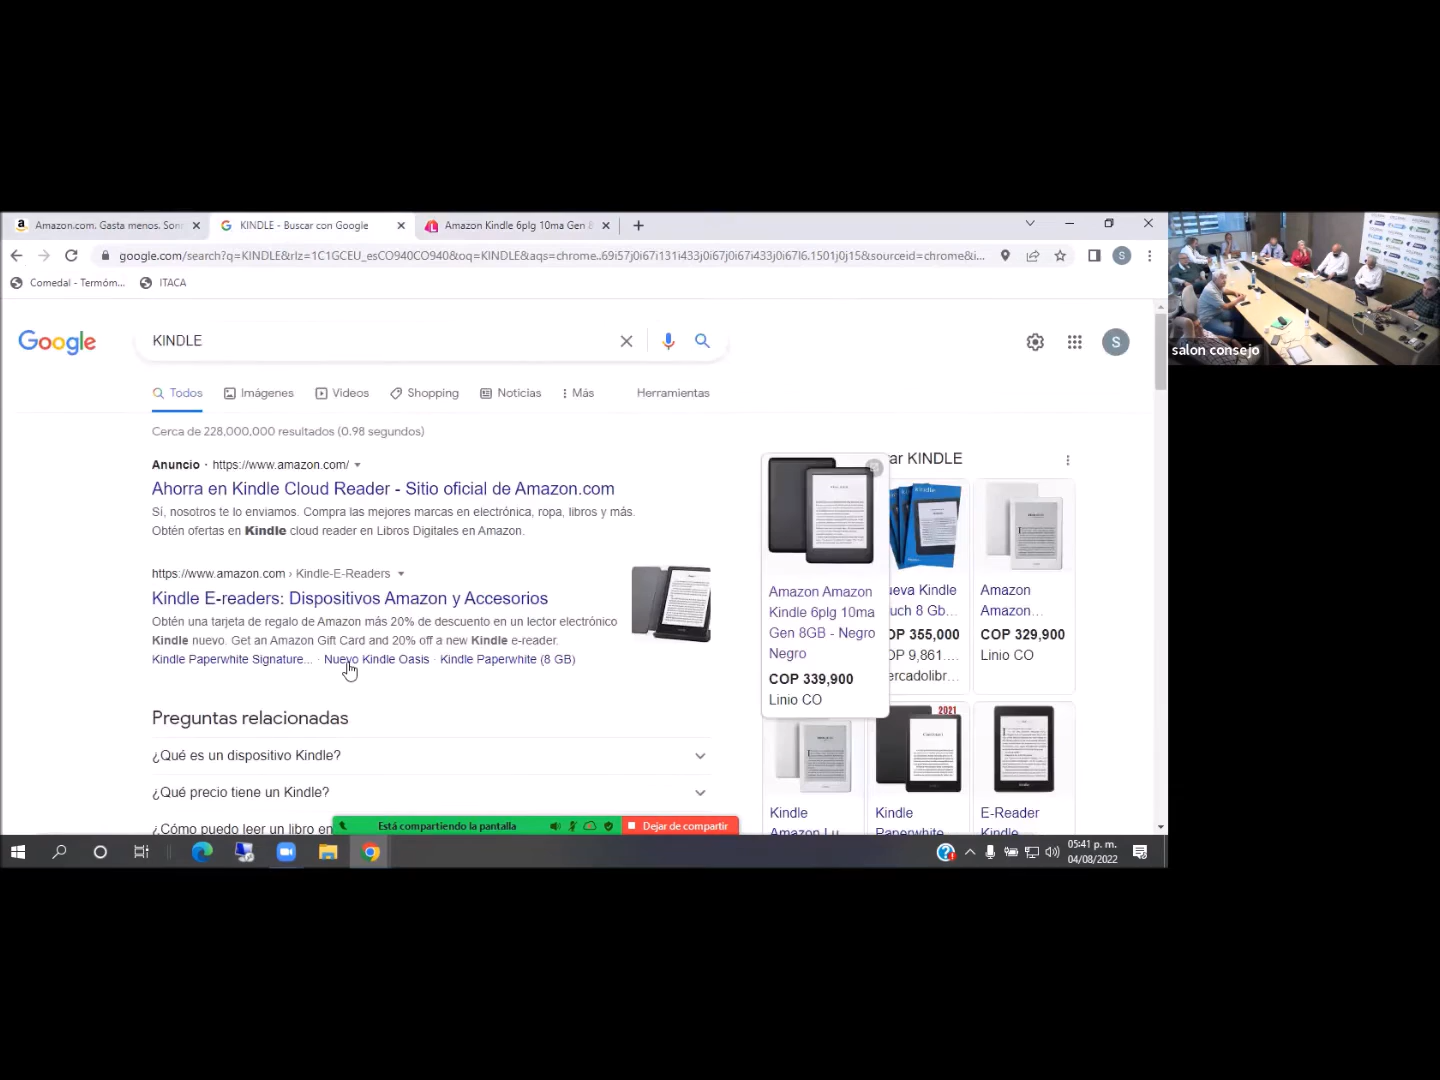 Amazon.com. Gasta menos. Son
KINDLE - Buscar con Google
Amazon Kindle 6plg 10ma Gen 8
google.com/search?q=KINDLE&rlz=1C1GCEU_esCO940CO940&oq=KINDLE&aqs=chrome..69i57j0i67i131i433j0i67j0i67i433j0i67l6.1501j0j15&sourceid=chrome&i...
S
Comedal - Termóm...
ITACA
Google
KINDLE
S
Todos
Imágenes
Videos
Shopping
Noticias
Más
Herramientas
Cerca de 228,000,000 resultados (0.98 segundos)
Anuncio · https://www.amazon.com/
Ahorra en Kindle Cloud Reader - Sitio oficial de Amazon.com
Sí, nosotros te lo enviamos. Compra las mejores marcas en electrónica, ropa, libros y más.
Obtén ofertas en Kindle cloud reader en Libros Digitales en Amazon.
https://www.amazon.com › Kindle-E-Readers
Kindle E-readers: Dispositivos Amazon y Accesorios
Obtén una tarjeta de regalo de Amazon más 20% de descuento en un lector electrónico
Kindle nuevo. Get an Amazon Gift Card and 20% off a new Kindle e-reader.
Kindle Paperwhite Signature... · Nuevo Kindle Oasis · Kindle Paperwhite (8 GB)
Preguntas relacionadas
¿Qué es un dispositivo Kindle?
¿Qué precio tiene un Kindle?
¿Cómo puedo leer un libro en
ar KINDLE
Amazon Amazon
Kindle 6plg 10ma
Gen 8GB - Negro
Negro
COP 339,900
Linio CO
ueva Kindle
uch 8 Gb...
OP 355,000
OP 9,861....
ercadolibr...
Amazon
Amazon...
COP 329,900
Linio CO
Kindle
Amazon Lu
2021
Kindle
Paperwhite
E-Reader
Kindle
Está compartiendo la pantalla
Dejar de compartir
05:41 p. m.
04/08/2022
salon consejo